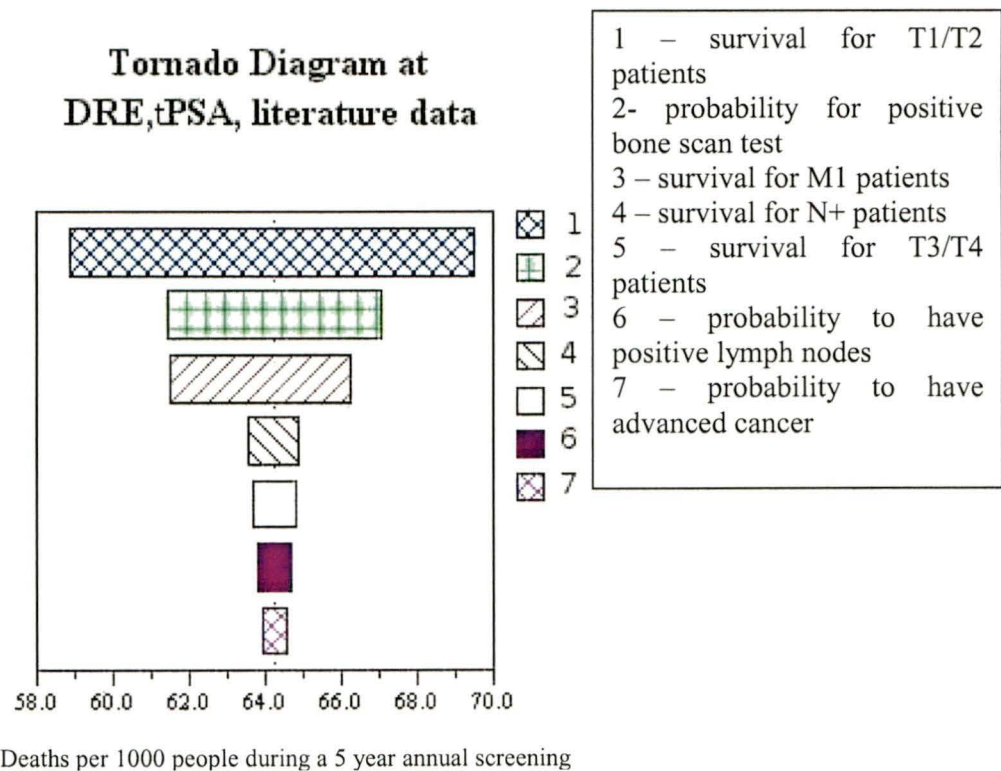 Tornado Diagram at
DRE,tPSA, literature data
1
2
3
4
5
6
7
58.0 60.0 62.0 64.0 66.0 68.0 70.0
Deaths per 1000 people during a 5 year annual screening
1 – survival for T1/T2
patients
2- probability for positive
bone scan test
3 – survival for M1 patients
4 – survival for N+ patients
5 – survival for T3/T4
patients
6 – probability to have
positive lymph nodes
7 – probability to have
advanced cancer